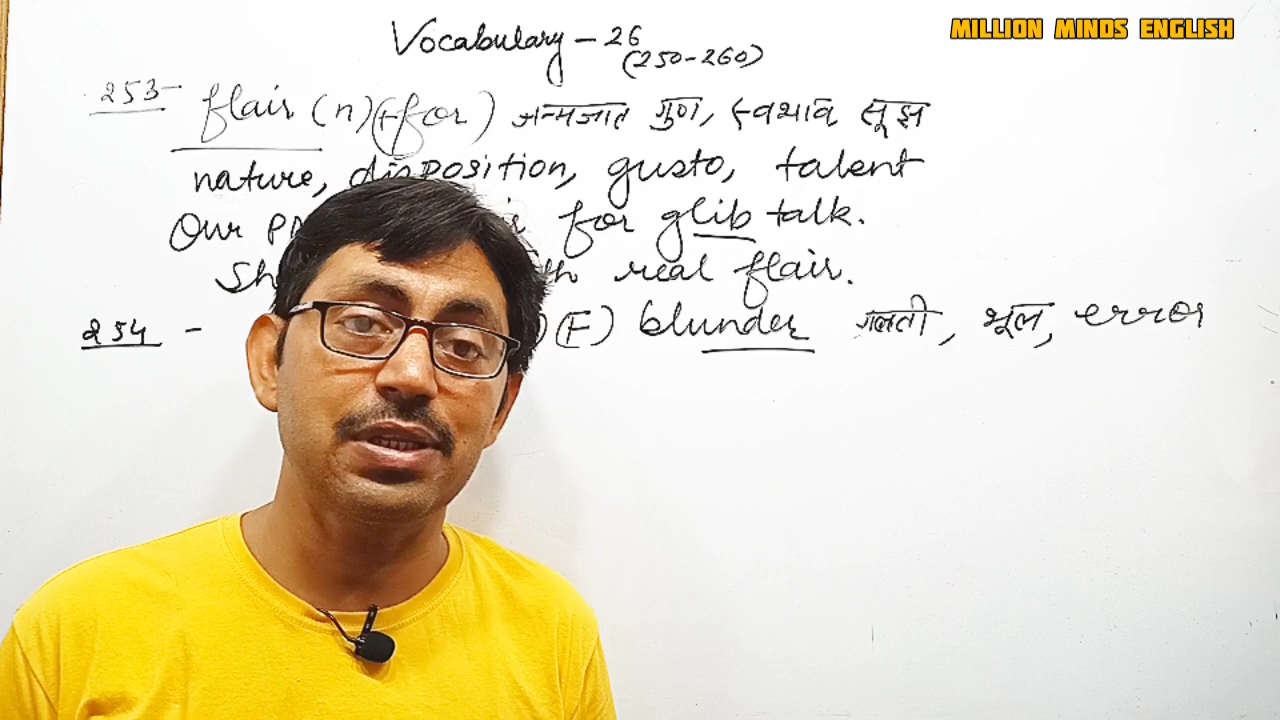 MILLION MINDS ENGLISH
Vocabulary - 26
(250-260)
253- flair (n) (+for) जन्मजात गुण, स्वभाव सूझ
nature, disposition, gusto, talent
Our for glib talk.
Sh th real flair.
254 - ) (F) blunder गलती, भूल, error